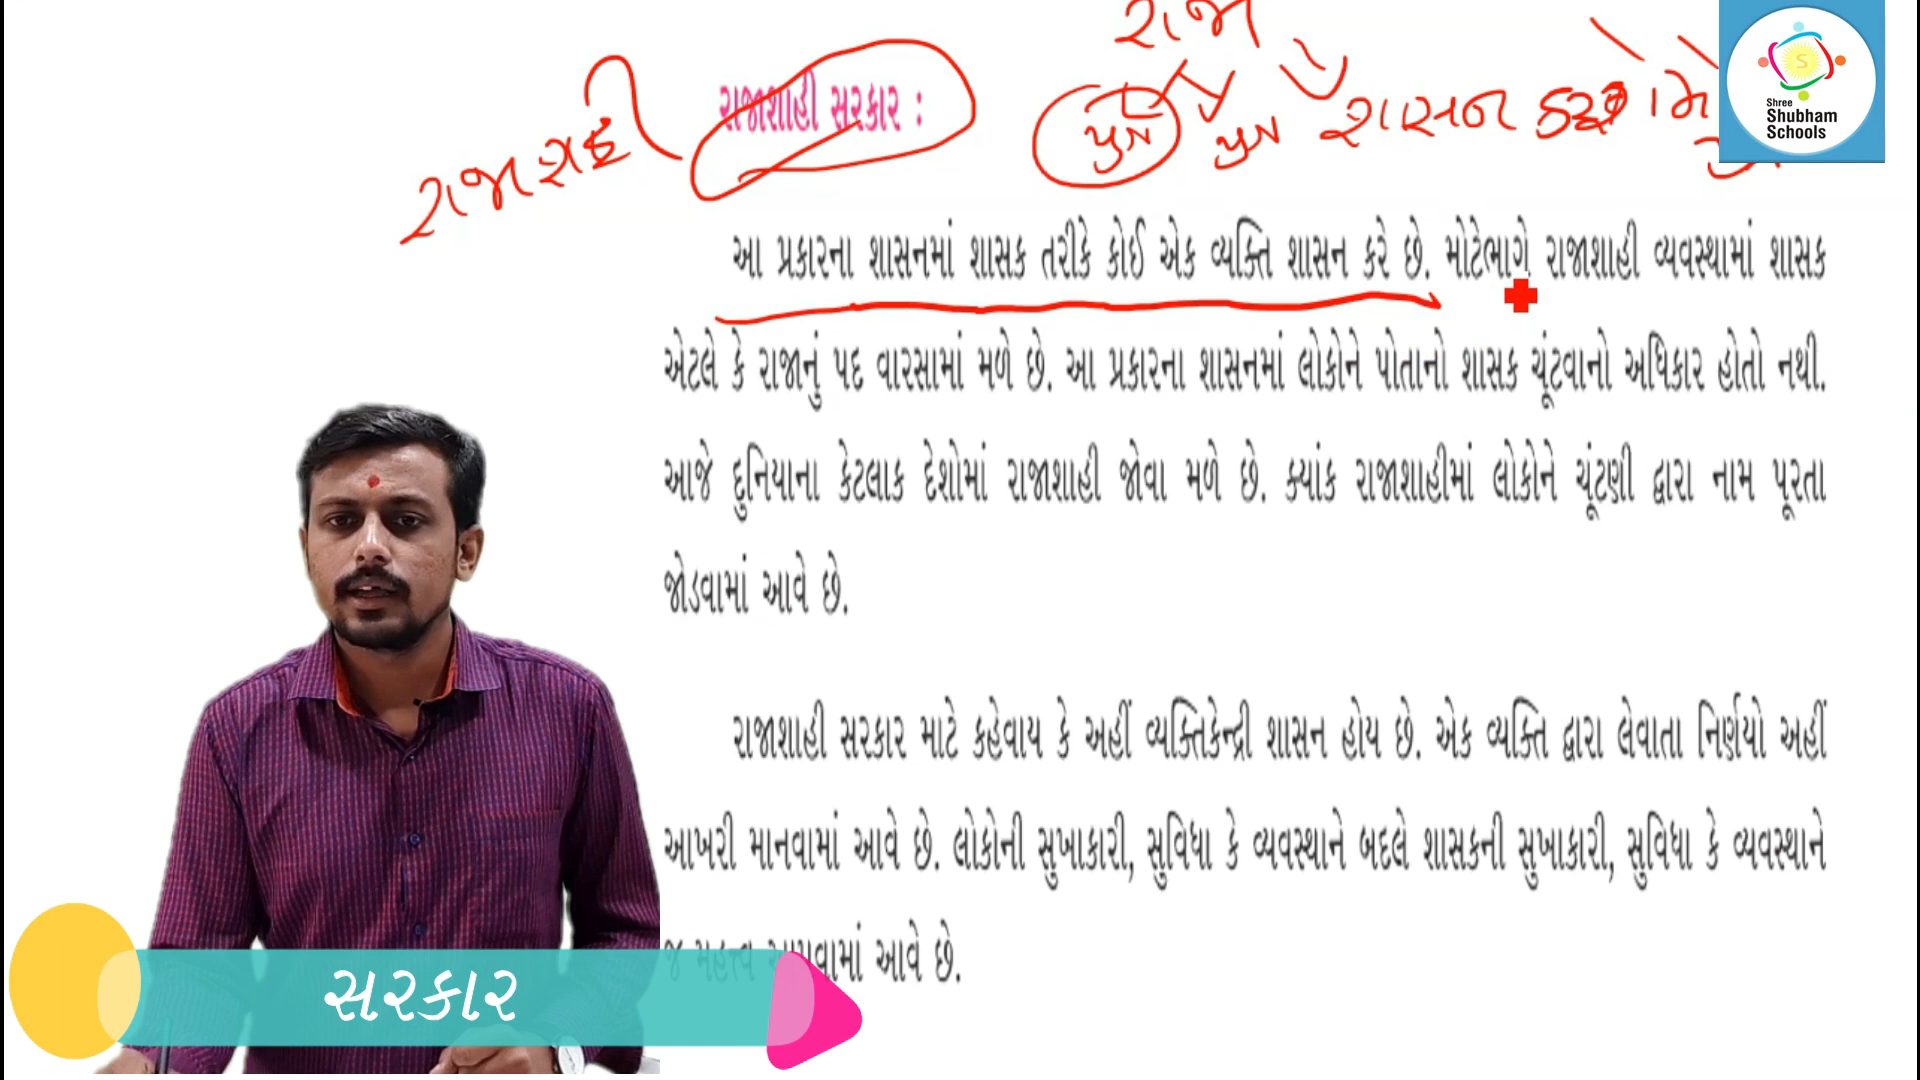 રાજા
રાજાશાહી સરકાર :
પુત્ર પુત્ર શાસન
Shree
Shubham
Schools
આ પ્રકારના શાસનમાં શાસક તરીકે કોઈ એક વ્યક્તિ શાસન કરે છે. મોટેભાગે રાજાશાહી વ્યવસ્થામાં શાસક
એટલે કે રાજાનું પદ વારસામાં મળે છે. આ પ્રકારના શાસનમાં લોકોને પોતાનો શાસક ચૂંટવાનો અધિકાર હોતો નથી.
આજે દુનિયાના કેટલાક દેશોમાં રાજાશાહી જોવા મળે છે. ક્યાંક રાજાશાહીમાં લોકોને ચૂંટણી દ્વારા નામ પૂરતા
જોડવામાં આવે છે.
રાજાશાહી સરકાર માટે કહેવાય કે અહીં વ્યક્તિકેન્દ્રી શાસન હોય છે. એક વ્યક્તિ દ્વારા લેવાતા નિર્ણયો અહીં
આખરી માનવામાં આવે છે. લોકોની સુખાકારી, સુવિધા કે વ્યવસ્થાને બદલે શાસકની સુખાકારી, સુવિધા કે વ્યવસ્થાને
જ મહત્ત્વ આપવામાં આવે છે.
સરકાર